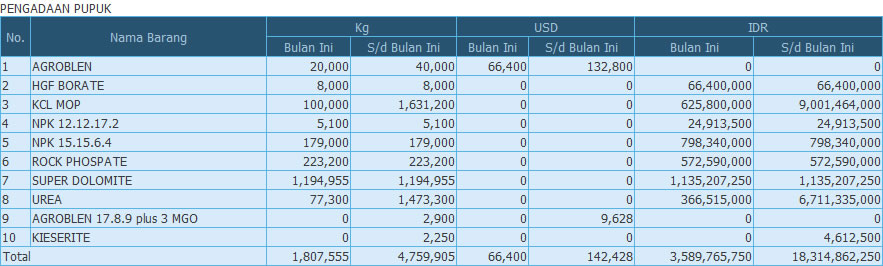 PENGADAAN PUPUK
No. Nama Barang Kg USD IDR
Bulan Ini S/d Bulan Ini Bulan Ini S/d Bulan Ini Bulan Ini S/d Bulan Ini
1 AGROBLEN 20,000 40,000 66,400 132,800 0 0
2 HGF BORATE 8,000 8,000 0 0 66,400,000 66,400,000
3 KCL MOP 100,000 1,631,200 0 0 625,800,000 9,001,464,000
4 NPK 12.12.17.2 5,100 5,100 0 0 24,913,500 24,913,500
5 NPK 15.15.6.4 179,000 179,000 0 0 798,340,000 798,340,000
6 ROCK PHOSPATE 223,200 223,200 0 0 572,590,000 572,590,000
7 SUPER DOLOMITE 1,194,955 1,194,955 0 0 1,135,207,250 1,135,207,250
8 UREA 77,300 1,473,300 0 0 366,515,000 6,711,335,000
9 AGROBLEN 17.8.9 plus 3 MGO 0 2,900 0 9,628 0 0
10 KIESERITE 0 2,250 0 0 0 4,612,500
Total 1,807,555 4,759,905 66,400 142,428 3,589,765,750 18,314,862,250